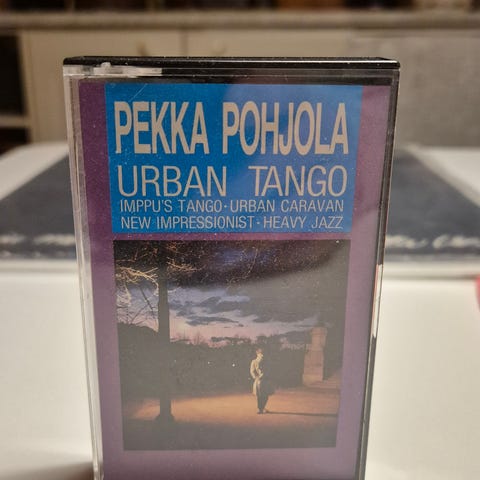 PEKKA POHJOLA
URBAN TANGO
IMPPU'S TANGO · URBAN CARAVAN
NEW IMPRESSIONIST · HEAVY JAZZ